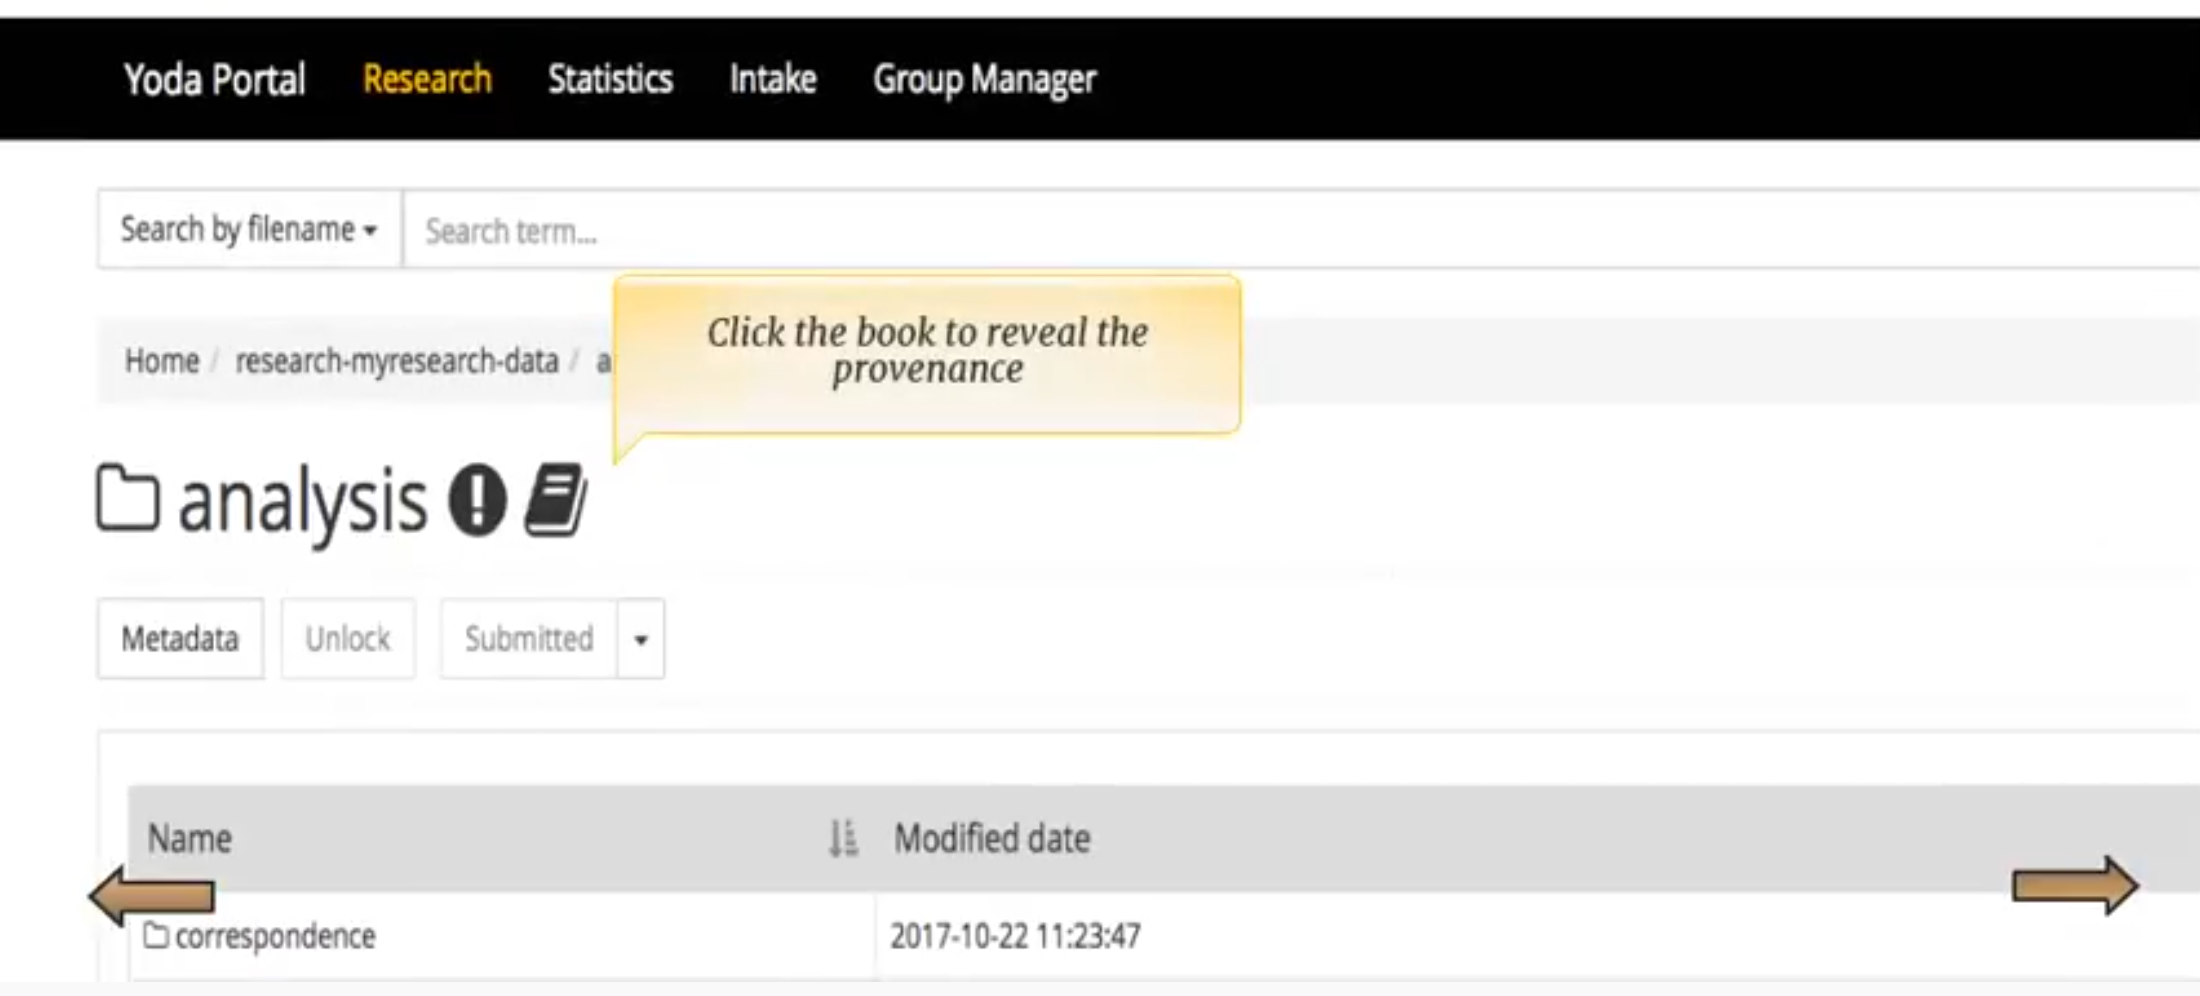 Yoda Portal Research Statistics Intake Group Manager
Search by filename Search term...
Click the book to reveal the
provenance
Home / research-myresearch-data / a
analysis
Metadata Unlock Submitted
Name Modified date
correspondence 2017-10-22 11:23:47